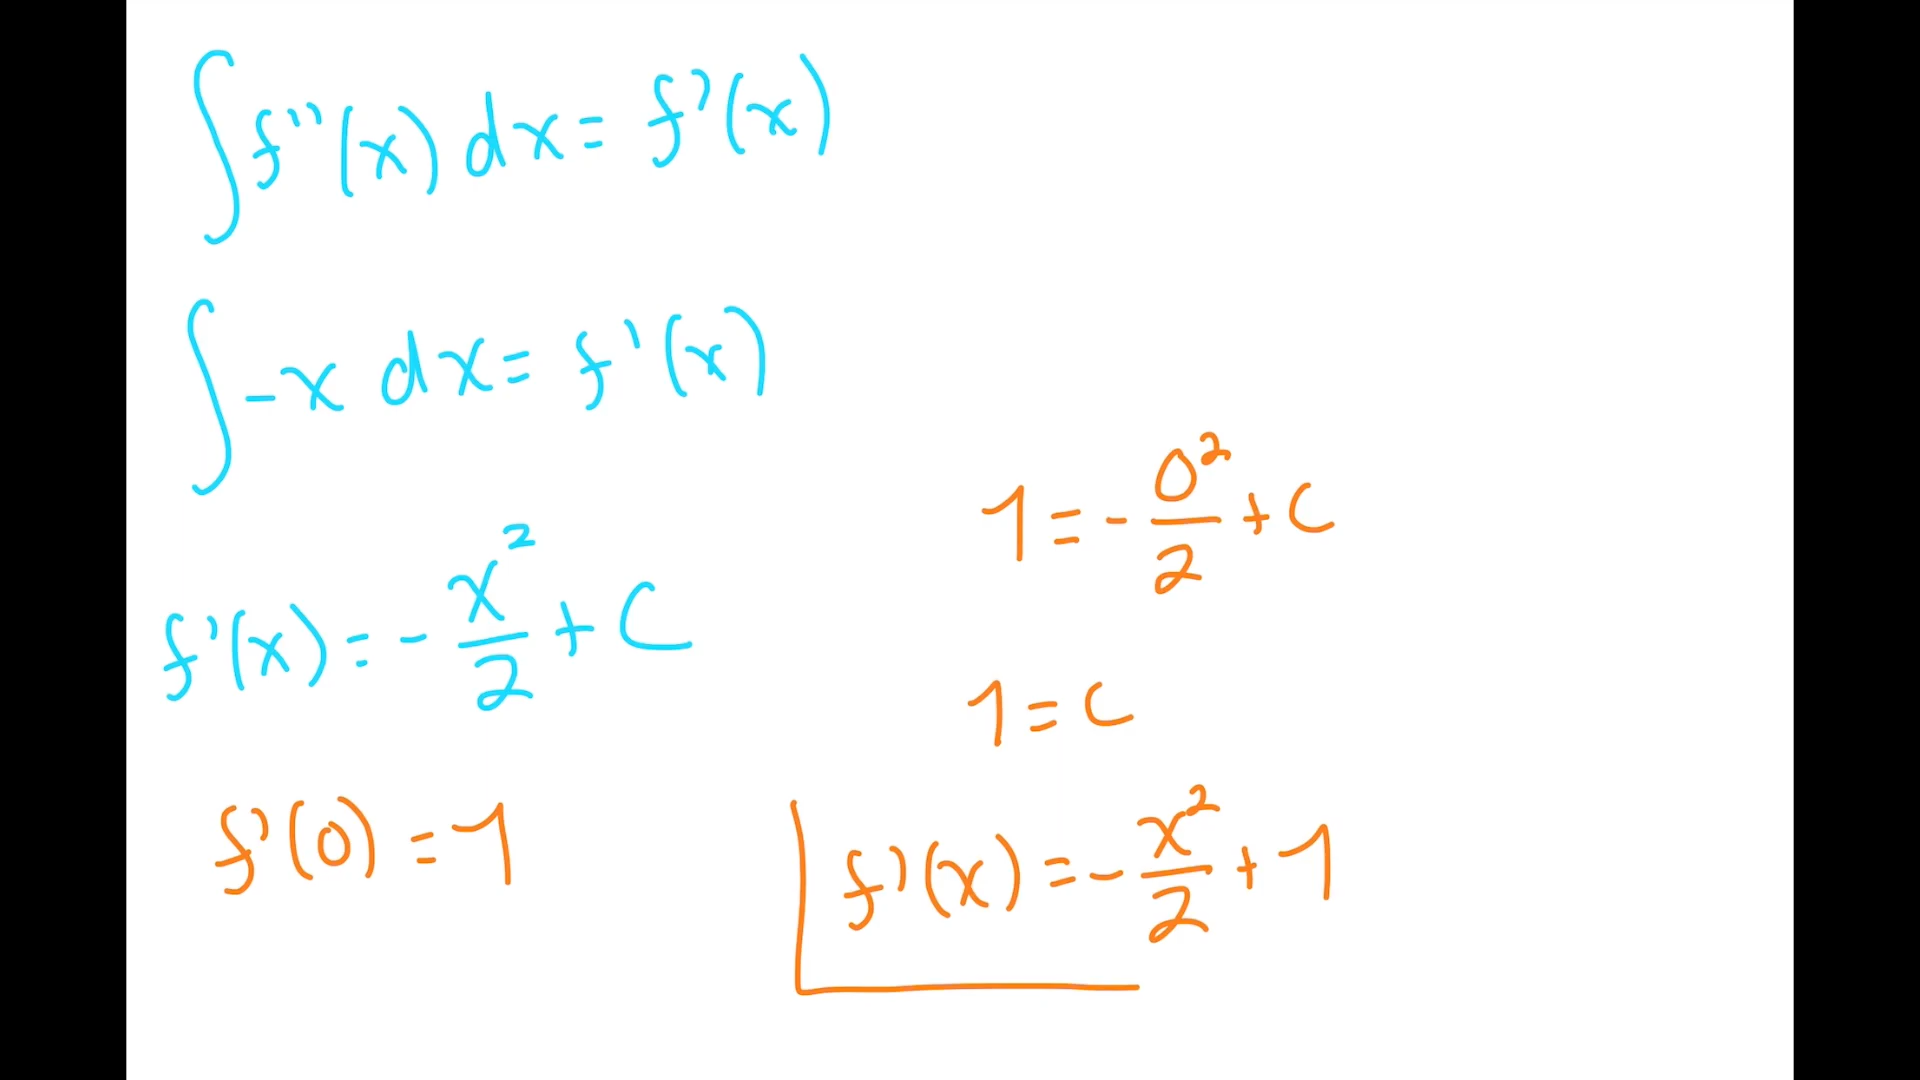 ∫f''(x) dx = f'(x)
∫-x dx = f'(x)
f'(x) = - x²/2 + C
f'(0) = 1
1 = - 0²/2 + C
1 = C
f'(x) = - x²/2 + 1